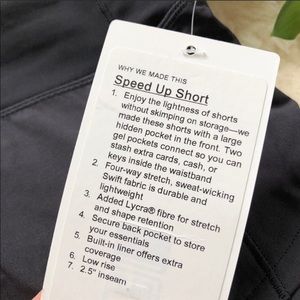 WHY WE MADE THIS
Speed Up Short
1. Enjoy the lightness of shorts
without skimping on storage—we
made these shorts with a large
hidden pocket in the front. Two
gel pockets connect so you can
stash extra cards, cash, or
keys inside the waistband
2. Four-way stretch, sweat-wicking
Swift fabric is durable and
lightweight
3. Added Lycra® fibre for stretch
and shape retention
4. Secure back pocket to store
your essentials
5. Built-in liner offers extra
coverage
6. Low rise
7. 2.5" inseam